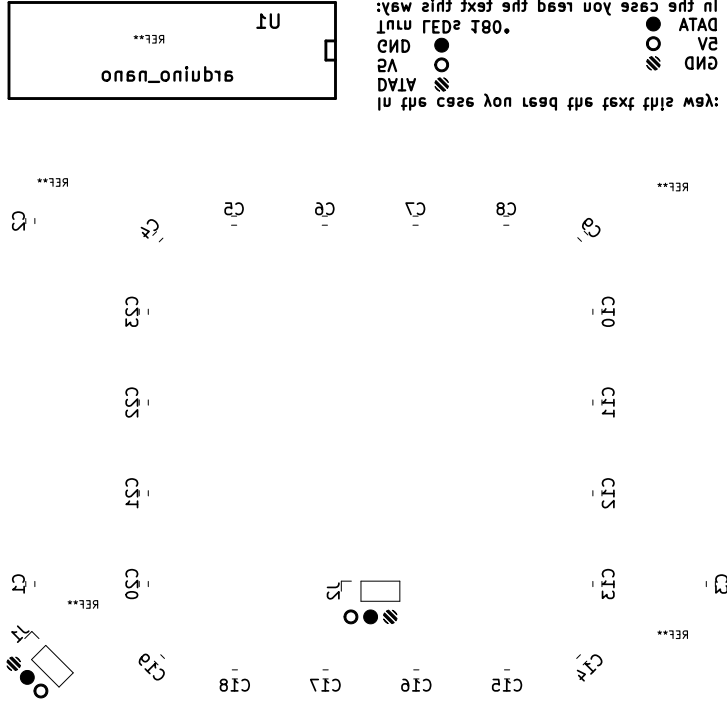 In the case you read the text this way:
Turn LEDs 180°.
DATA
GND
5V
5V
GND
DATA
In the case you read the text this way:
U1
REF**
arduino_nano
REF**
REF**
C2
C4
C5
C6
C7
C8
C9
C23
C10
C22
C11
C21
C12
C1
C20
J2
C13
C3
REF**
J1
REF**
C19
C18
C17
C16
C15
C14